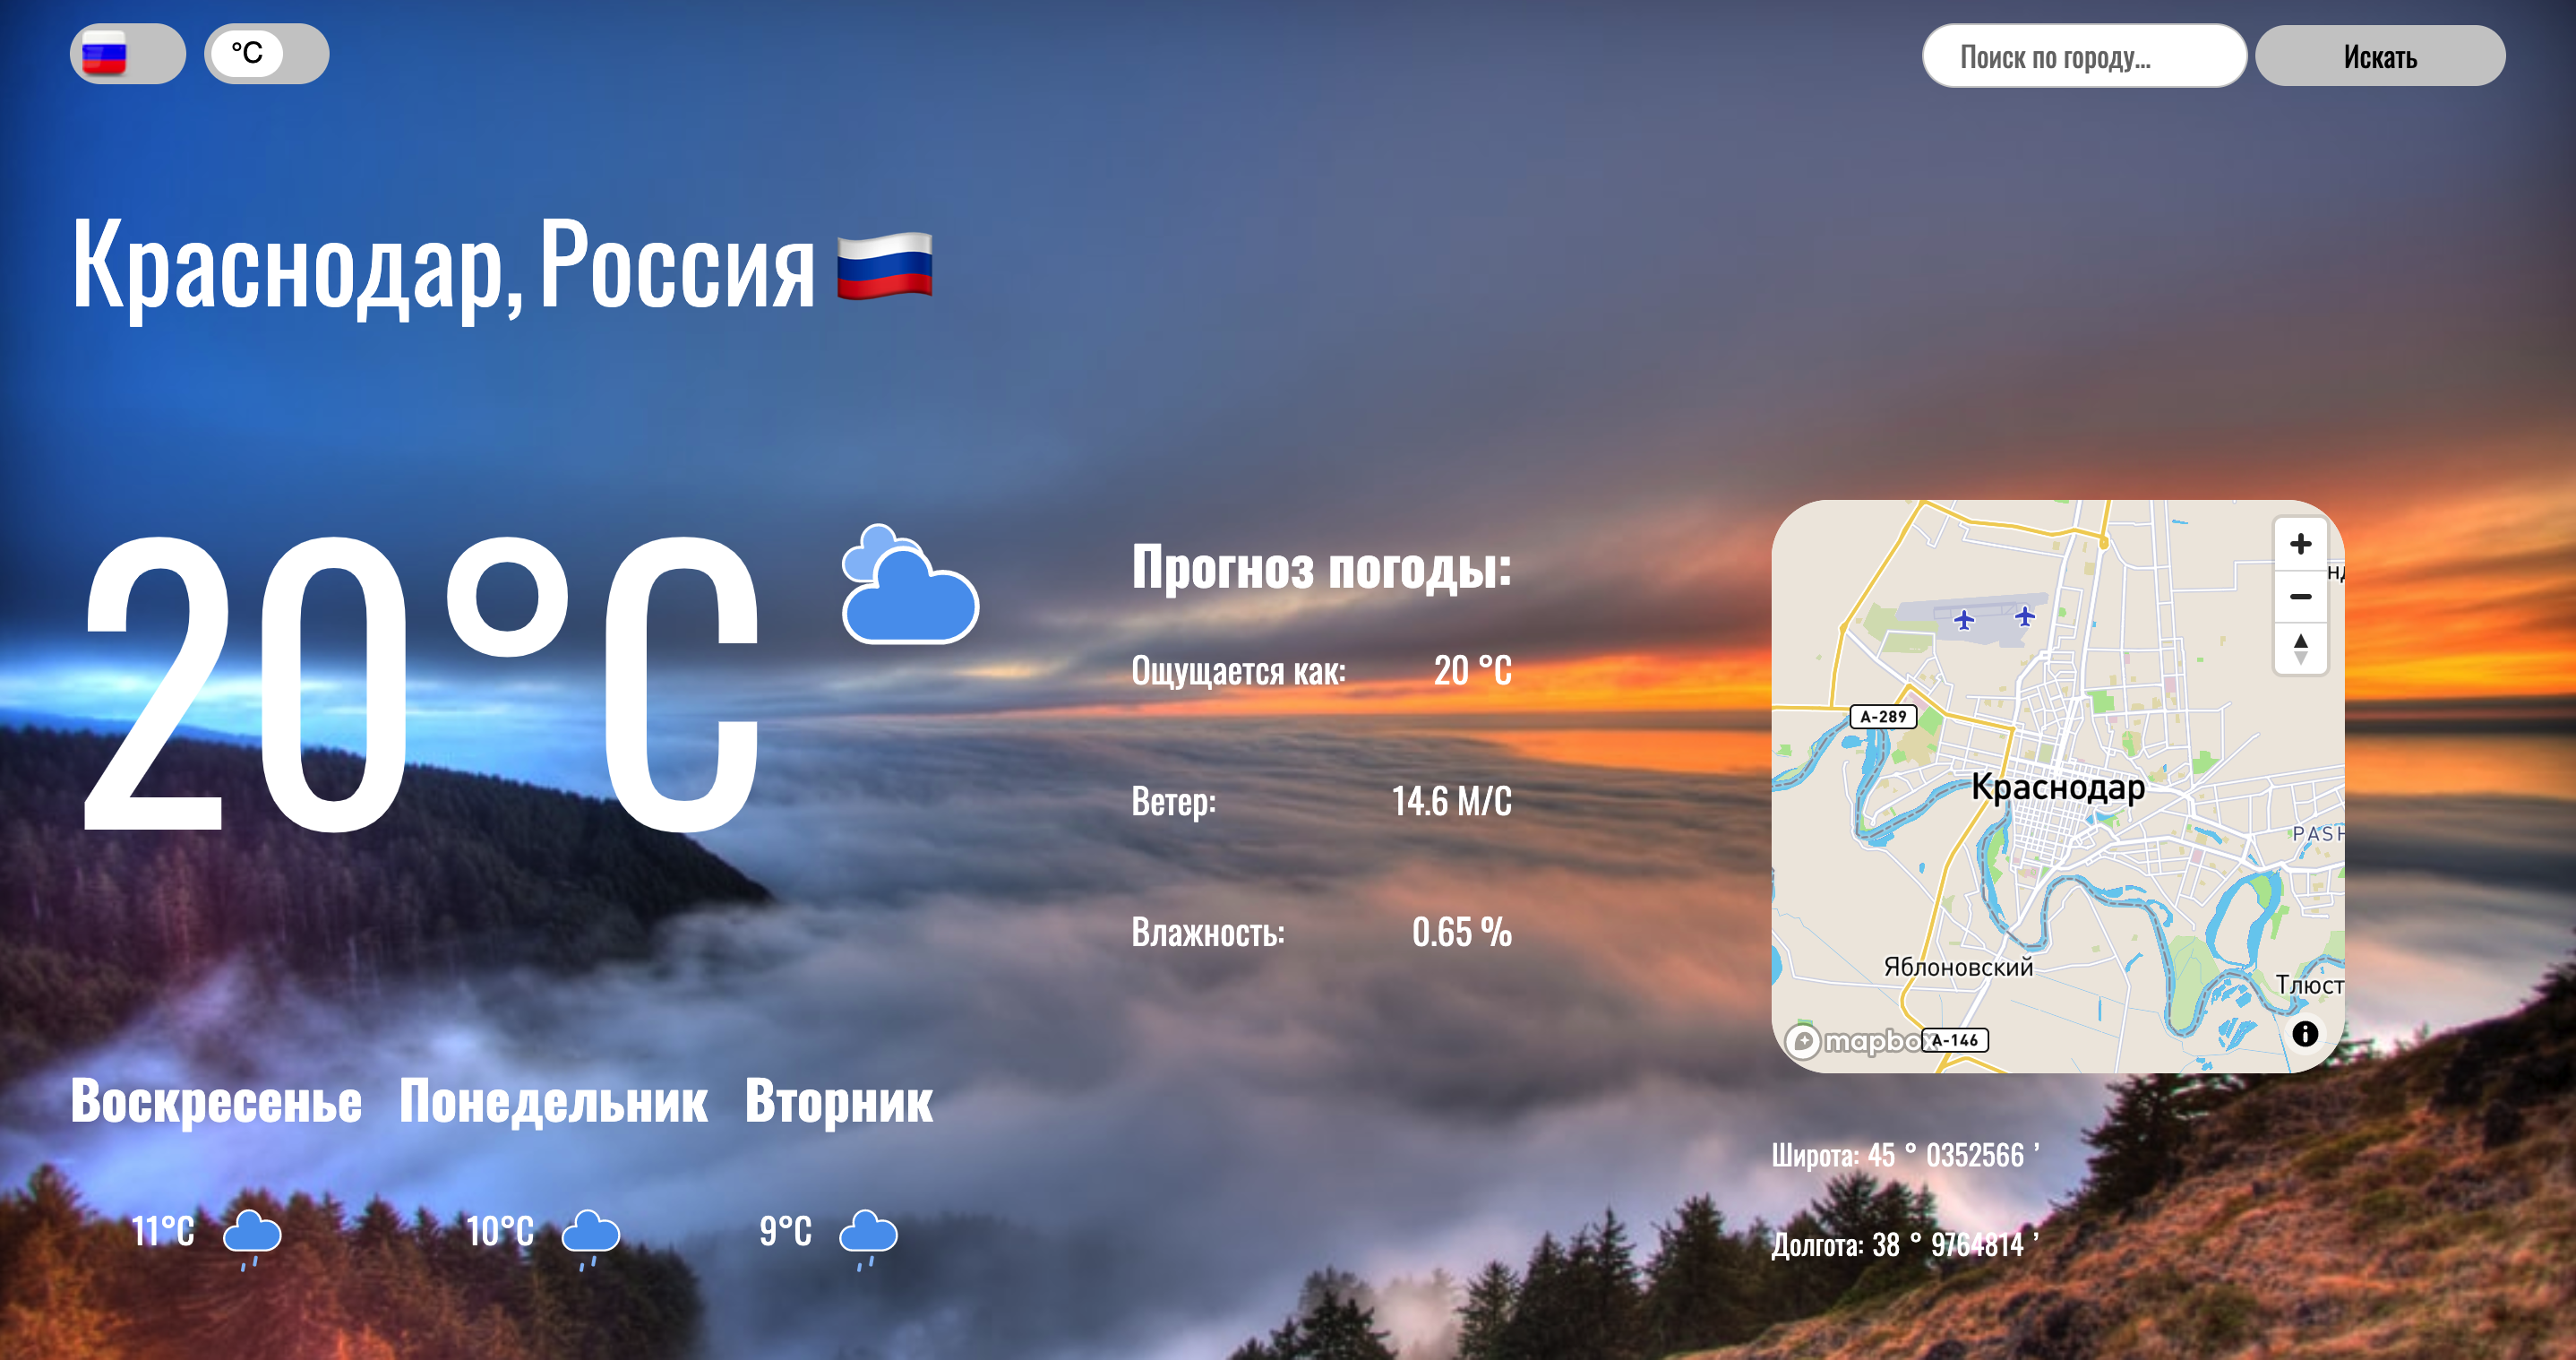 °C
Поиск по городу...
Искать
Краснодар, Россия
20°C
Прогноз погоды:
Ощущается как: 20 °C
Ветер: 14.6 М/С
Влажность: 0.65 %
А-289
Краснодар
PASH
Яблоновский
Тлюст
mapbox
А-146
Воскресенье Понедельник Вторник
11°C 10°C 9°C
Широта: 45 ° 0352566 ’
Долгота: 38 ° 9764814 ’